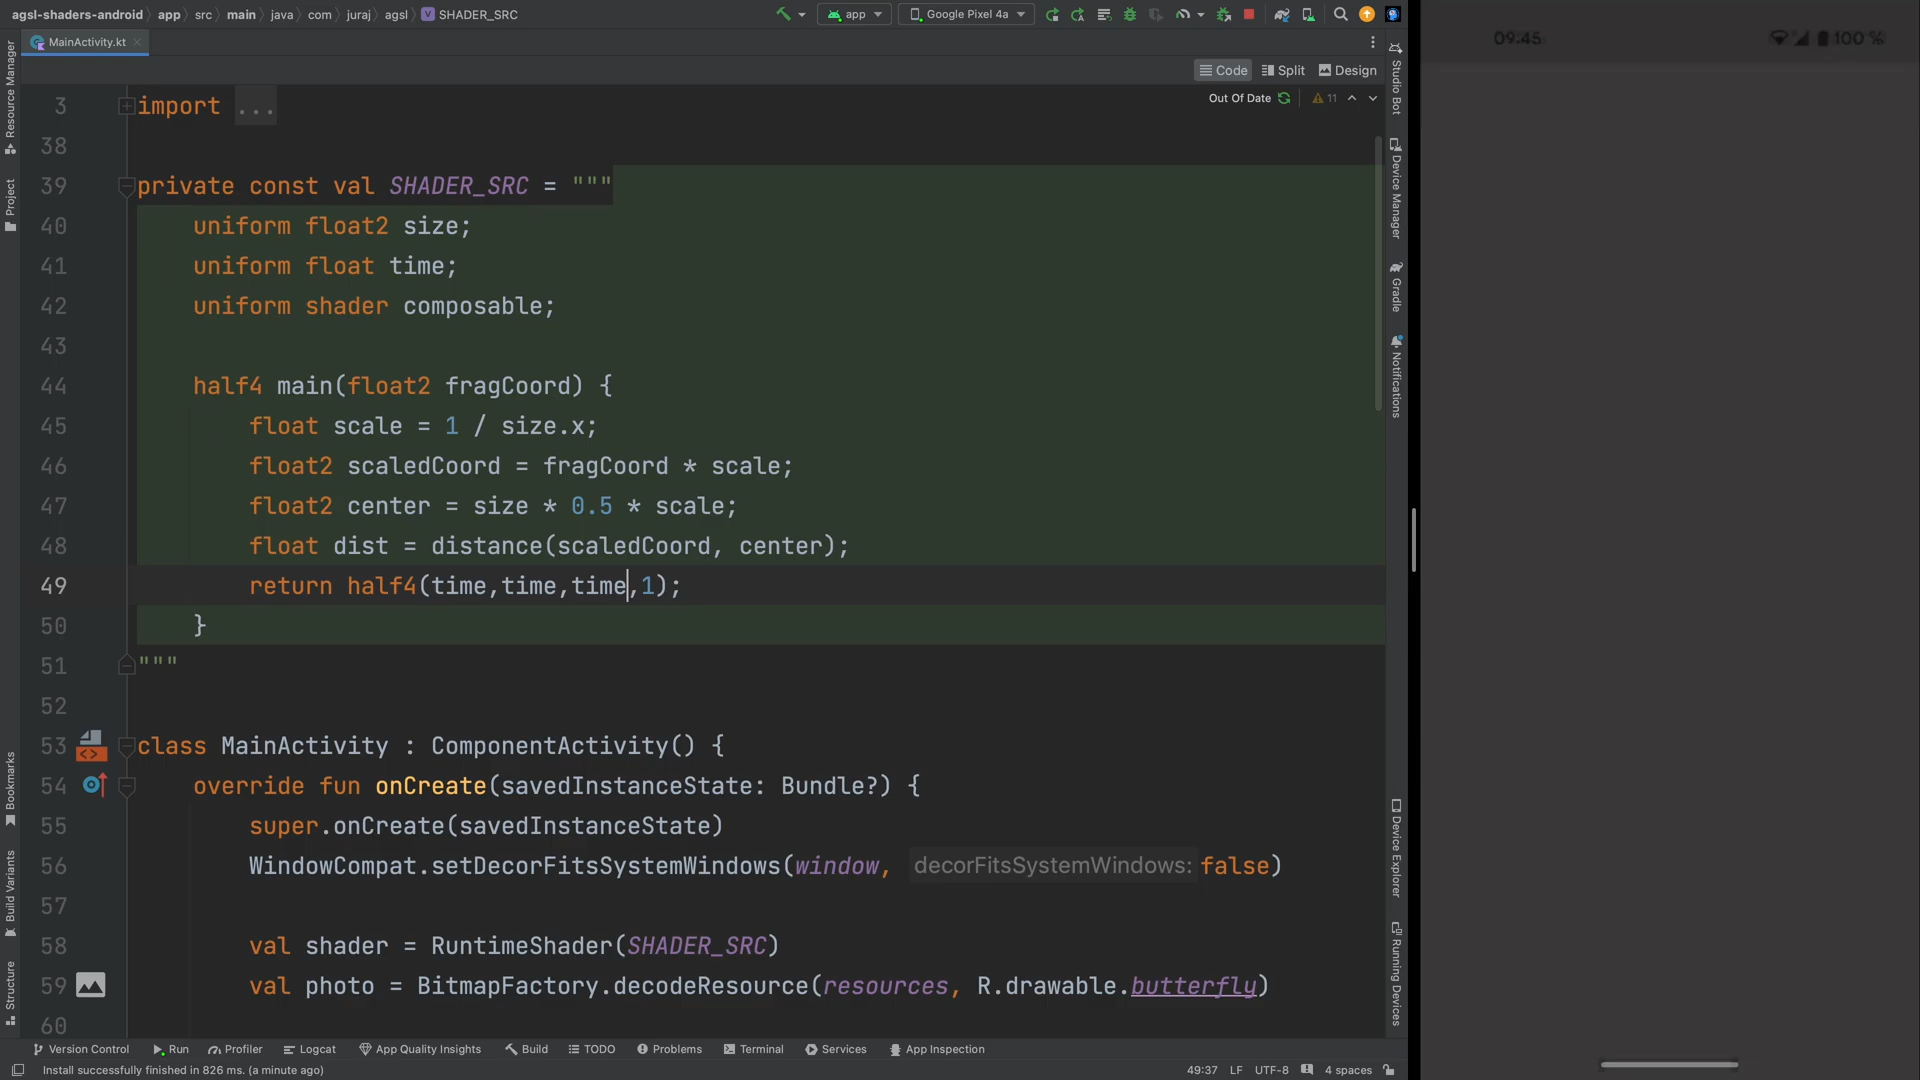 agsl-shaders-android app src main java com juraj agsl SHADER_SRC app Google Pixel 4a
MainActivity.kt
Code Split Design
Out Of Date 11
3 import ...
38
39 private const val SHADER_SRC = """
40 uniform float2 size;
41 uniform float time;
42 uniform shader composable;
43
44 half4 main(float2 fragCoord) {
45 float scale = 1 / size.x;
46 float2 scaledCoord = fragCoord * scale;
47 float2 center = size * 0.5 * scale;
48 float dist = distance(scaledCoord, center);
49 return half4(time,time,time,1);
50 }
51 """
52
53 class MainActivity : ComponentActivity() {
54 override fun onCreate(savedInstanceState: Bundle?) {
55 super.onCreate(savedInstanceState)
56 WindowCompat.setDecorFitsSystemWindows(window, decorFitsSystemWindows: false)
57
58 val shader = RuntimeShader(SHADER_SRC)
59 val photo = BitmapFactory.decodeResource(resources, R.drawable.butterfly)
60
Resource Manager
Project
Bookmarks
Build Variants
Structure
Studio Bot
Device Manager
Gradle
Notifications
Device Explorer
Running Devices
Version Control Run Profiler Logcat App Quality Insights Build TODO Problems Terminal Services App Inspection
Install successfully finished in 826 ms. (a minute ago) 49:37 LF UTF-8 4 spaces
09:45 100 %